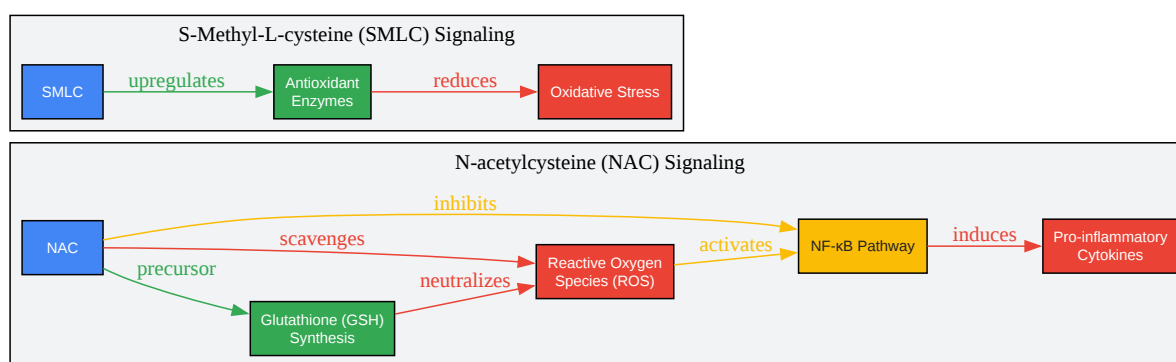 S-Methyl-L-cysteine (SMLC) Signaling
SMLC
upregulates
Antioxidant
Enzymes
reduces
Oxidative Stress
N-acetylcysteine (NAC) Signaling
NAC
inhibits
scavenges
precursor
Glutathione (GSH)
Synthesis
neutralizes
Reactive Oxygen
Species (ROS)
activates
NF-κB Pathway
induces
Pro-inflammatory
Cytokines